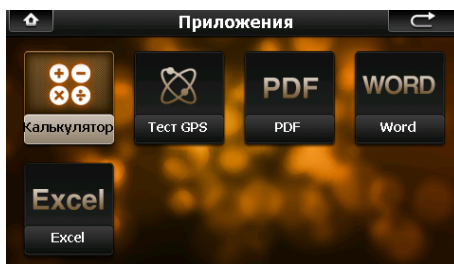 Приложения
Калькулятор
Тест GPS
PDF
PDF
WORD
Word
Excel
Excel